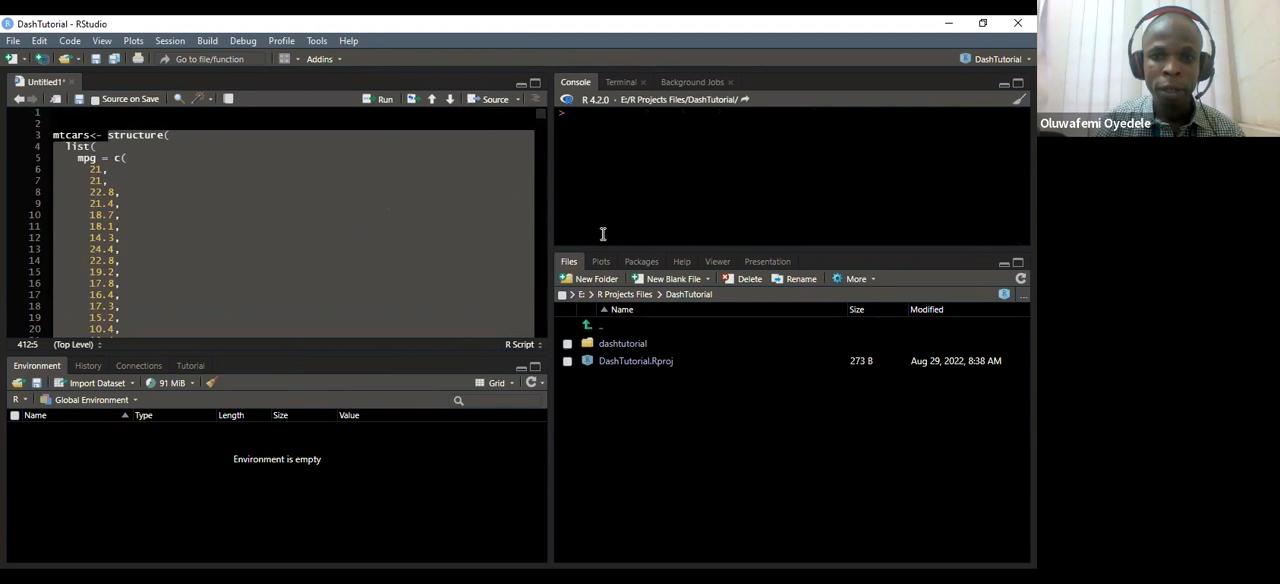 DashTutorial - RStudio
File Edit Code View Plots Session Build Debug Profile Tools Help
Go to file/function Addins DashTutorial
Untitled1*
Source on Save Run Source
1
2
3 mtcars<- structure(
4 list(
5 mpg = c(
6 21,
7 21,
8 22.8,
9 21.4,
10 18.7,
11 18.1,
12 14.3,
13 24.4,
14 22.8,
15 19.2,
16 17.8,
17 16.4,
18 17.3,
19 15.2,
20 10.4,
412:5 (Top Level) R Script
Environment History Connections Tutorial
Import Dataset 91 MiB Grid
R Global Environment
Name Type Length Size Value
Environment is empty
Console Terminal Background Jobs
R 4.2.0 · E:/R Projects Files/DashTutorial/
>
Files Plots Packages Help Viewer Presentation
New Folder New Blank File Delete Rename More
E: R Projects Files DashTutorial
Name Size Modified
..
dashtutorial
DashTutorial.Rproj 273 B Aug 29, 2022, 8:38 AM
Oluwafemi Oyedele